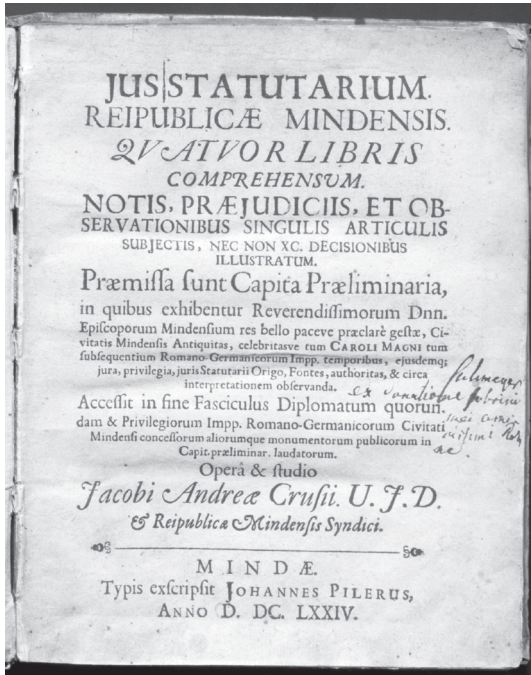 JUS STATUTARIUM.
REIPUBLICÆ MINDENSIS.
QVATVOR LIBRIS
COMPREHENSUM.
NOTIS, PRÆJUDICIIS, ET OB-
SERVATIONIBUS SINGULIS ARTICULIS
SUBJECTIS, NEC NON XC. DECISIONIBUS
ILLUSTRATUM.
Præmissa sunt Capita Præliminaria,
in quibus exhibentur Reverendissimorum Dnn.
Episcoporum Mindensium res bello paceve præclarè gestæ, Ci-
vitatis Mindensis Antiquitas, celebritasve tum CAROLI MAGNI tum
subsequentium Romano-Germanicorum Impp. temporibus, ejusdemq;
jura, privilegia, juris Statutarii Origo, Fontes, authoritas, & circa
interpretationem observanda.
ex donatione
Accessit in fine Fasciculus Diplomatum quorun-
dam & Privilegiorum Impp. Romano-Germanicorum Civitati
Mindensi concessorum aliorumque monumentorum publicorum in
Capit. præliminar. laudatorum.
Operâ & studio
Jacobi Andreæ Crusii. U. J. D.
& Reipublicæ Mindensis Syndici.
MINDÆ.
Typis exscripsit JOHANNES PILERUS,
ANNO D. DC. LXXIV.